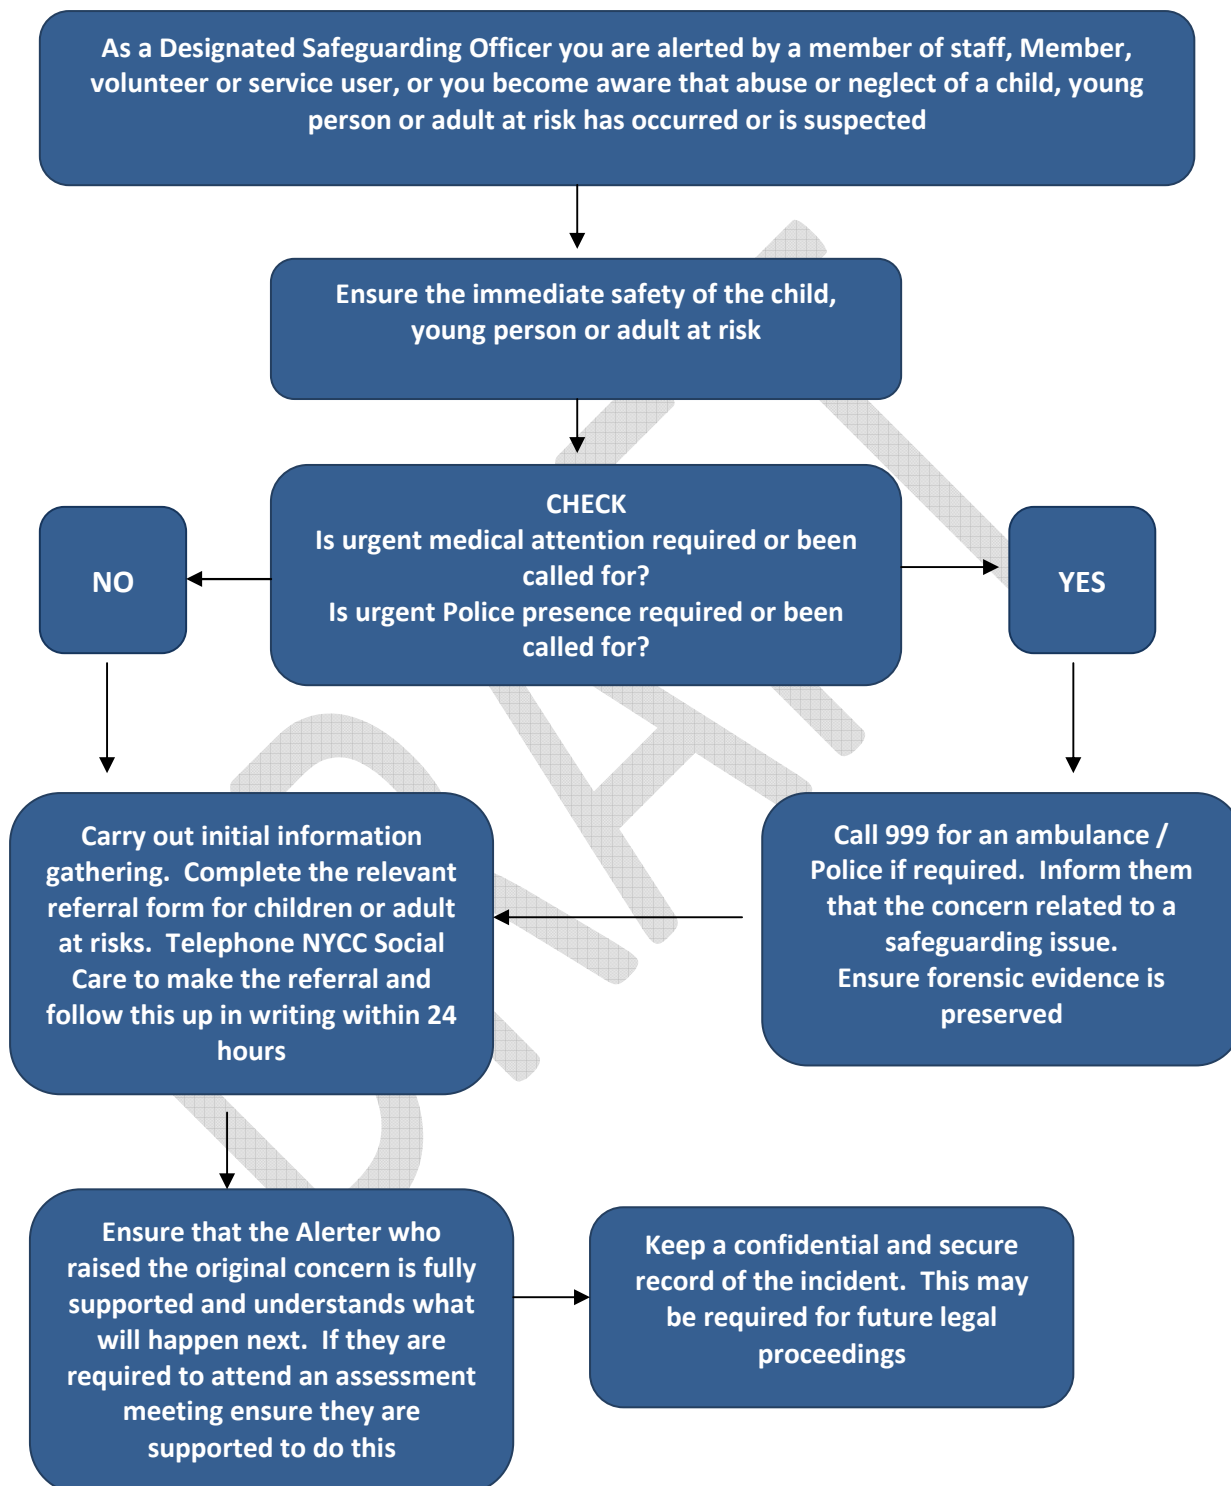 As a Designated Safeguarding Officer you are alerted by a member of staff, Member,
volunteer or service user, or you become aware that abuse or neglect of a child, young
person or adult at risk has occurred or is suspected
Ensure the immediate safety of the child,
young person or adult at risk
CHECK
Is urgent medical attention required or been
called for?
Is urgent Police presence required or been
called for?
NO
YES
Carry out initial information
gathering.  Complete the relevant
referral form for children or adult
at risks.  Telephone NYCC Social
Care to make the referral and
follow this up in writing within 24
hours
Call 999 for an ambulance /
Police if required.  Inform them
that the concern related to a
safeguarding issue.
Ensure forensic evidence is
preserved
Ensure that the Alerter who
raised the original concern is fully
supported and understands what
will happen next.  If they are
required to attend an assessment
meeting ensure they are
supported to do this
Keep a confidential and secure
record of the incident.  This may
be required for future legal
proceedings
DRAFT